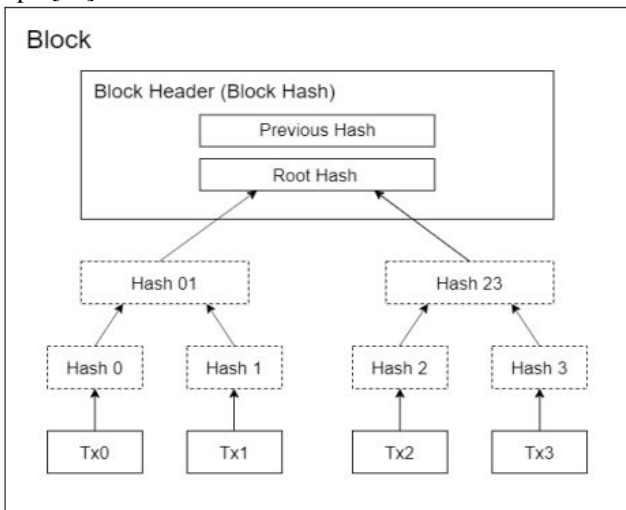 Block
Block Header (Block Hash)
Previous Hash
Root Hash
Hash 01 Hash 23
Hash 0 Hash 1 Hash 2 Hash 3
Tx0 Tx1 Tx2 Tx3